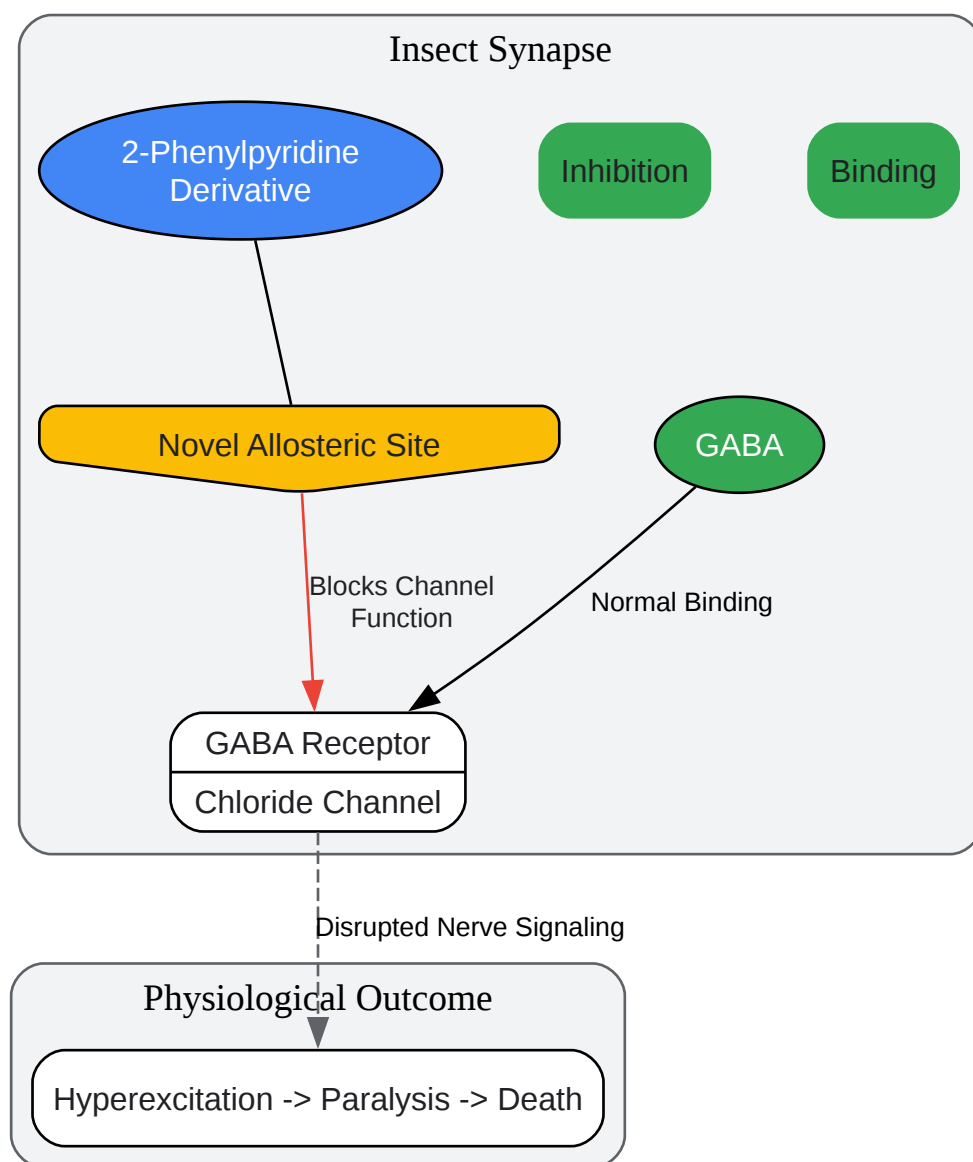 Insect Synapse
2-Phenylpyridine
Derivative
Inhibition
Binding
Novel Allosteric Site
GABA
Blocks Channel
Function
Normal Binding
GABA Receptor
Chloride Channel
Disrupted Nerve Signaling
Physiological Outcome
Hyperexcitation -> Paralysis -> Death